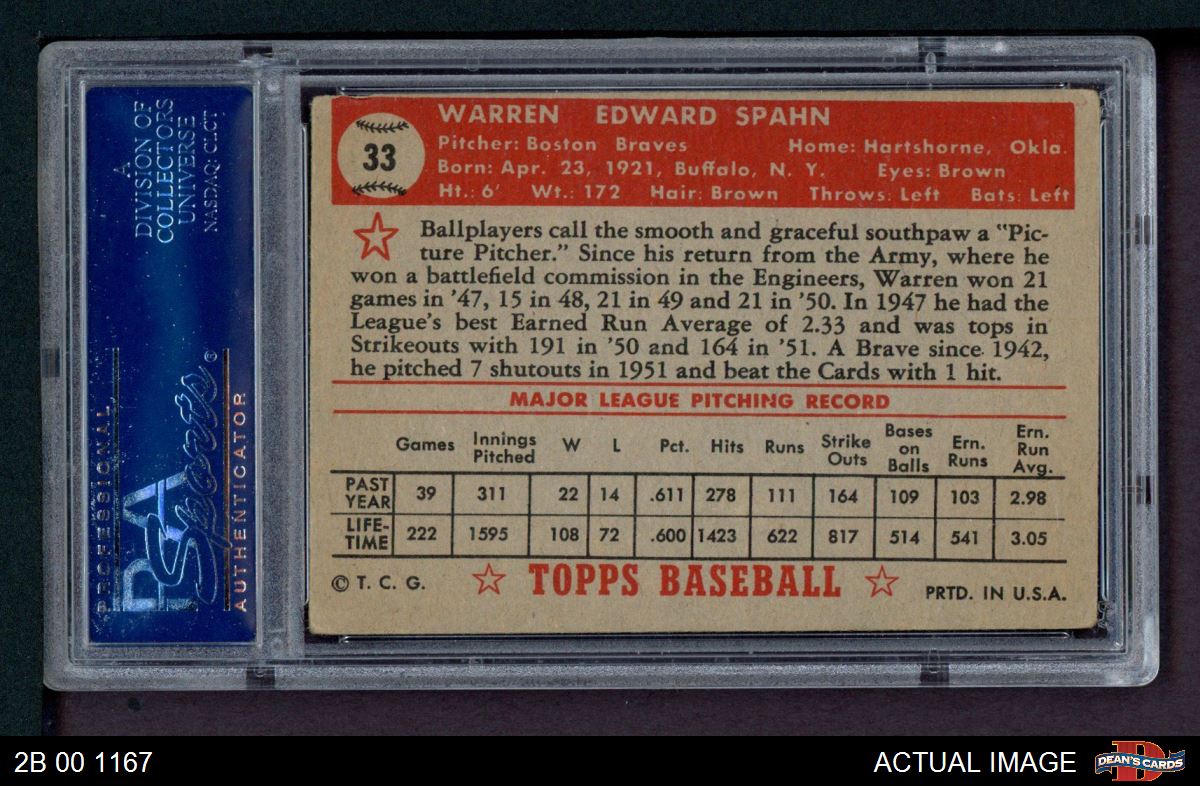 A
DIVISION OF
COLLECTORS
UNIVERSE
NASDAQ: CLCT
PROFESSIONAL
PSA
Sports®
AUTHENTICATOR
33
WARREN EDWARD SPAHN
Pitcher: Boston Braves Home: Hartshorne, Okla.
Born: Apr. 23, 1921, Buffalo, N. Y. Eyes: Brown
Ht.: 6' Wt.: 172 Hair: Brown Throws: Left Bats: Left
Ballplayers call the smooth and graceful southpaw a "Pic-
ture Pitcher." Since his return from the Army, where he
won a battlefield commission in the Engineers, Warren won 21
games in '47, 15 in 48, 21 in 49 and 21 in '50. In 1947 he had the
League's best Earned Run Average of 2.33 and was tops in
Strikeouts with 191 in '50 and 164 in '51. A Brave since 1942,
he pitched 7 shutouts in 1951 and beat the Cards with 1 hit.
MAJOR LEAGUE PITCHING RECORD
Games Innings Pitched W L Pct. Hits Runs Strike Outs Bases on Balls Ern. Runs Ern. Run Avg.
PAST YEAR 39 311 22 14 .611 278 111 164 109 103 2.98
LIFE-TIME 222 1595 108 72 .600 1423 622 817 514 541 3.05
© T. C. G. TOPPS BASEBALL PRTD. IN U.S.A.
2B 00 1167 ACTUAL IMAGE DEAN'S CARDS